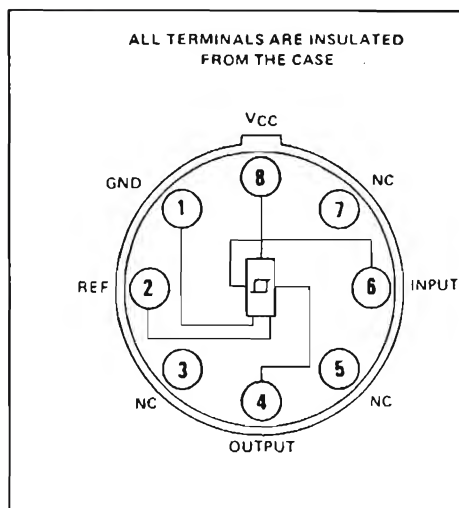 ALL TERMINALS ARE INSULATED
FROM THE CASE
VCC
GND
8
NC
1
7
REF
2
6
INPUT
3
5
NC
4
NC
OUTPUT